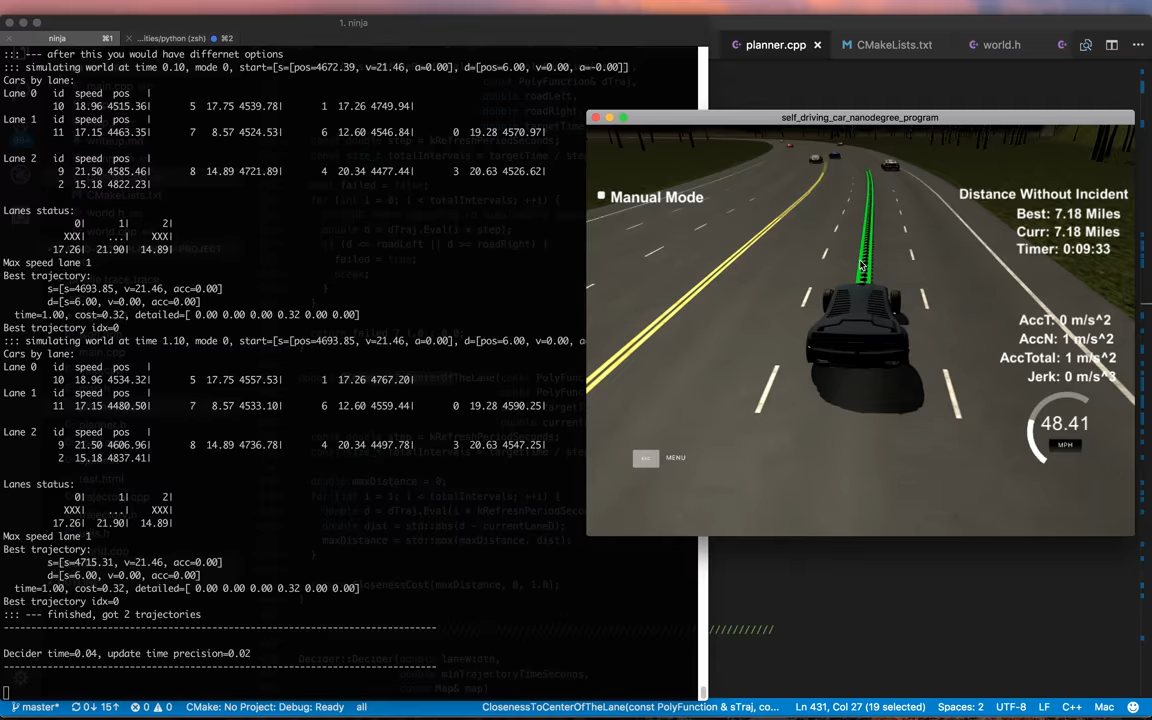 1. ninja
ninja ⌘1 ...ities/python (zsh) ⌘2
::: --- after this you would have differnet options
::: simulating world at time 0.10, mode 0, start=[s=[pos=4672.39, v=21.46, a=0.00], d=[pos=6.00, v=0.00, a=-0.00]]
Cars by lane:
Lane 0 id speed pos |
10 18.96 4515.36| 5 17.75 4539.78| 1 17.26 4749.94|
Lane 1 id speed pos |
11 17.15 4463.35| 7 8.57 4524.53| 6 12.60 4546.84| 0 19.28 4570.97|
Lane 2 id speed pos |
9 21.50 4585.46| 8 14.89 4721.89| 4 20.34 4477.44| 3 20.63 4526.62|
2 15.18 4822.23|
Lanes status:
0| 1| 2|
XXX| ...| XXX|
17.26| 21.90| 14.89|
Max speed lane 1
Best trajectory:
s=[s=4693.85, v=21.46, acc=0.00]
d=[s=6.00, v=0.00, acc=0.00]
time=1.00, cost=0.32, detailed=[ 0.00 0.00 0.00 0.32 0.00 0.00]
Best trajectory idx=0
::: simulating world at time 1.10, mode 0, start=[s=[pos=4693.85, v=21.46, a=0.00], d=[pos=6.00, v=0.00, a
Cars by lane:
Lane 0 id speed pos |
10 18.96 4534.32| 5 17.75 4557.53| 1 17.26 4767.20|
Lane 1 id speed pos |
11 17.15 4480.50| 7 8.57 4533.10| 6 12.60 4559.44| 0 19.28 4590.25|
Lane 2 id speed pos |
9 21.50 4606.96| 8 14.89 4736.78| 4 20.34 4497.78| 3 20.63 4547.25|
2 15.18 4837.41|
Lanes status:
0| 1| 2|
XXX| ...| XXX|
17.26| 21.90| 14.89|
Max speed lane 1
Best trajectory:
s=[s=4715.31, v=21.46, acc=0.00]
d=[s=6.00, v=0.00, acc=0.00]
time=1.00, cost=0.32, detailed=[ 0.00 0.00 0.00 0.32 0.00 0.00]
Best trajectory idx=0
::: --- finished, got 2 trajectories
Decider time=0.04, update time precision=0.02
planner.cpp CMakeLists.txt world.h
self_driving_car_nanodegree_program
Manual Mode
Distance Without Incident
Best: 7.18 Miles
Curr: 7.18 Miles
Timer: 0:09:33
AccT: 0 m/s^2
AccN: 1 m/s^2
AccTotal: 1 m/s^2
Jerk: 0 m/s^3
48.41
MPH
MENU
master* 0↓ 15↑ 0 0 CMake: No Project: Debug: Ready all ClosenessToCenterOfTheLane(const PolyFunction & sTraj, co... Ln 431, Col 27 (19 selected) Spaces: 2 UTF-8 LF C++ Mac